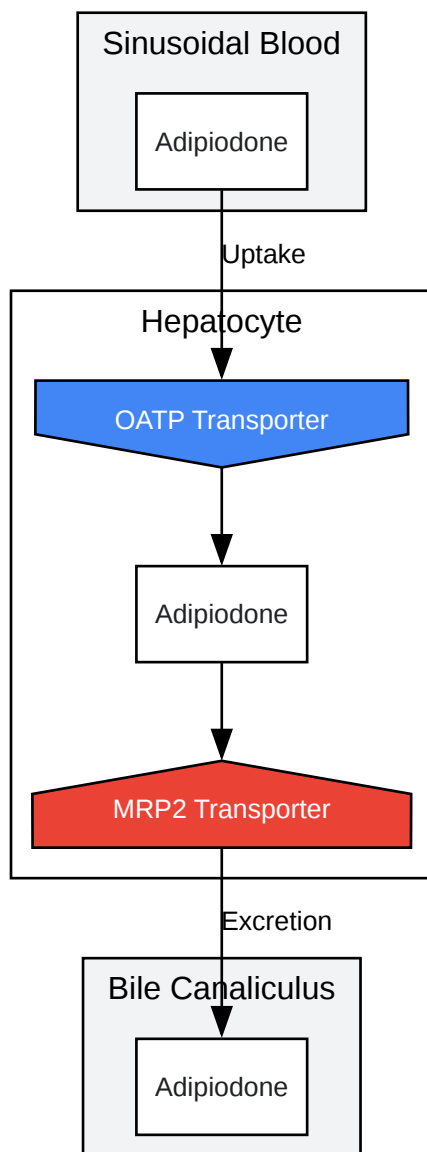 Sinusoidal Blood
Adipiodone
Uptake
Hepatocyte
OATP Transporter
Adipiodone
MRP2 Transporter
Excretion
Bile Canaliculus
Adipiodone